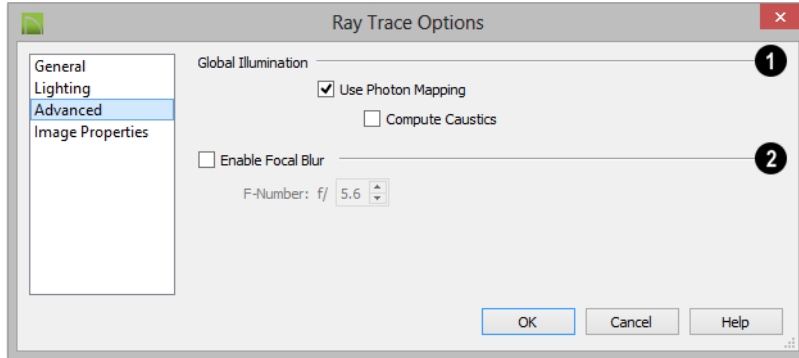 Ray Trace Options
General
Lighting
Advanced
Image Properties
Global Illumination
1
Use Photon Mapping
Compute Caustics
Enable Focal Blur
2
F-Number: f/ 5.6
OK Cancel Help